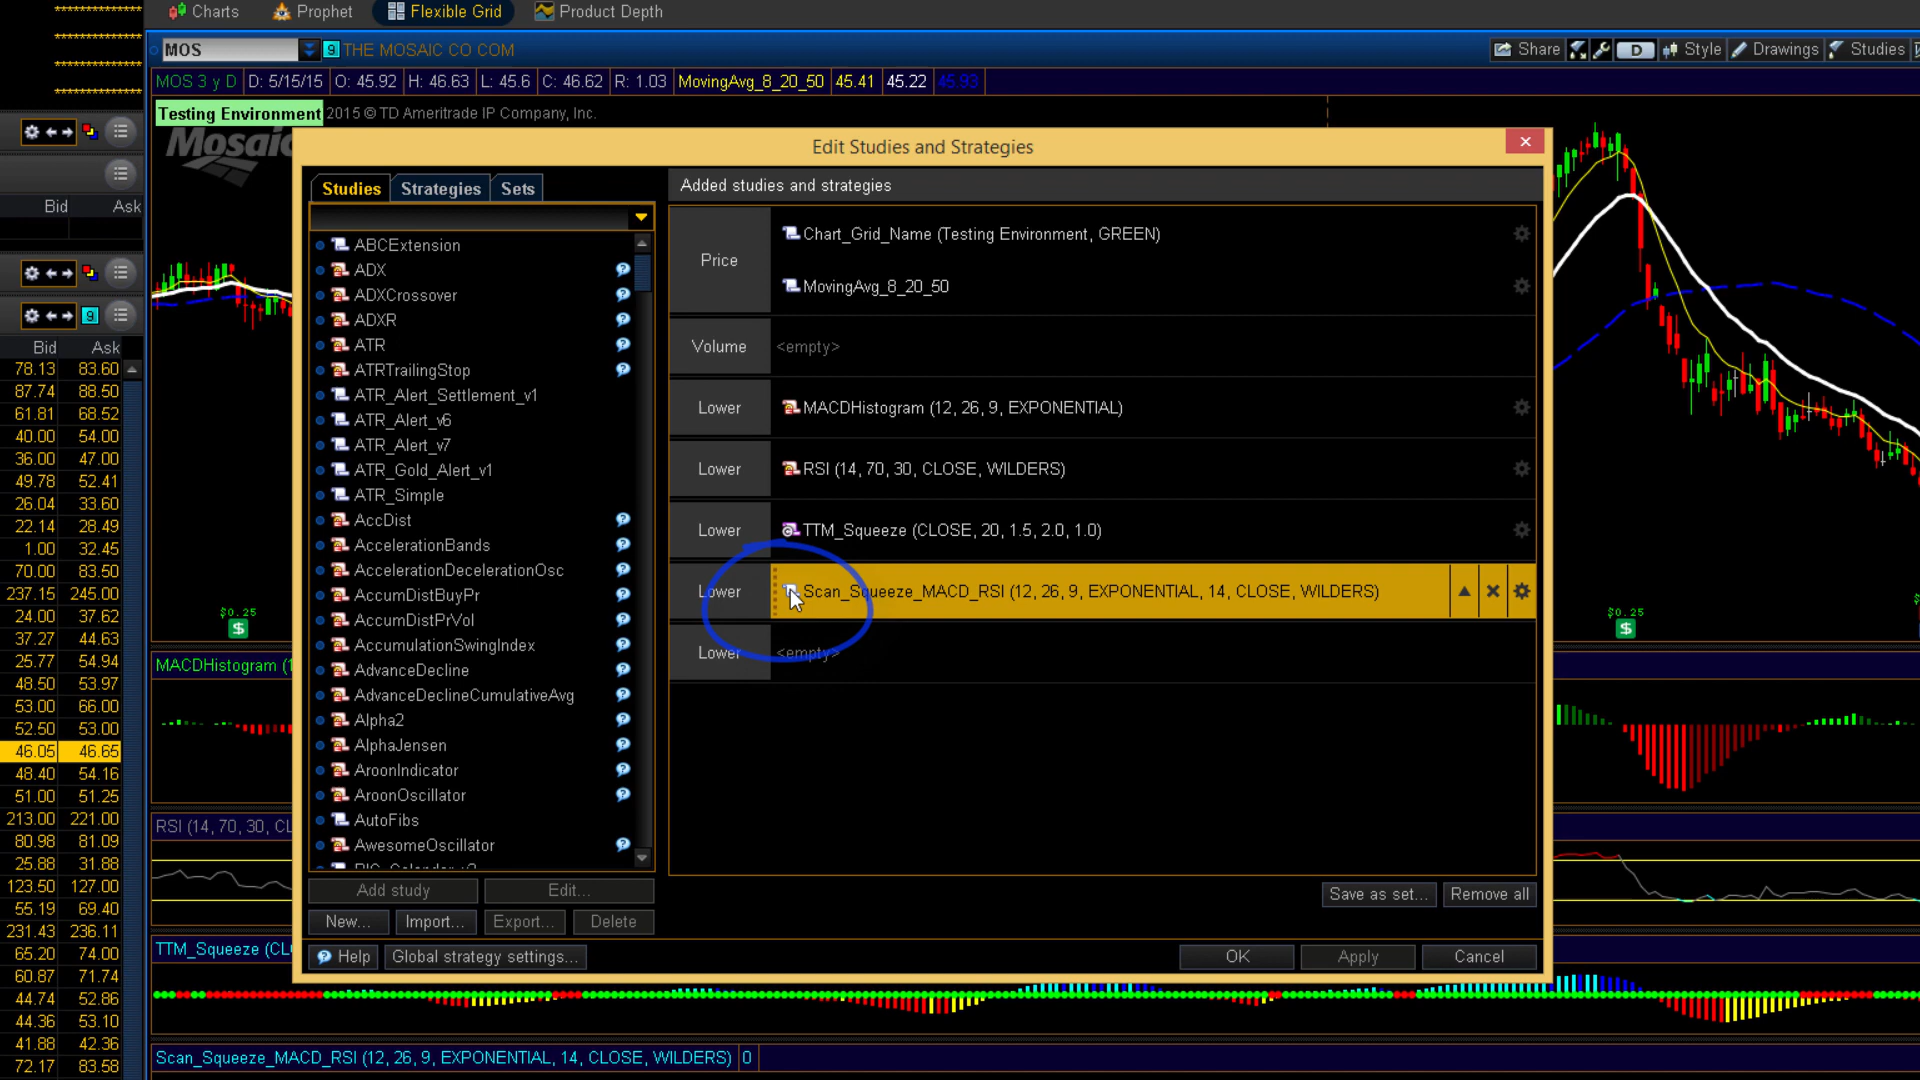 Charts Prophet Flexible Grid Product Depth
MOS 9 THE MOSAIC CO COM Share D Style Drawings Studies
MOS 3 y D D: 5/15/15 O: 45.92 H: 46.63 L: 45.6 C: 46.62 R: 1.03 MovingAvg_8_20_50 45.41 45.22 45.93
Testing Environment 2015 © TD Ameritrade IP Company, Inc.
Mosaic
Edit Studies and Strategies
Studies Strategies Sets
Added studies and strategies
ABCExtension
ADX
ADXCrossover
ADXR
ATR
ATRTrailingStop
ATR_Alert_Settlement_v1
ATR_Alert_v6
ATR_Alert_v7
ATR_Gold_Alert_v1
ATR_Simple
AccDist
AccelerationBands
AccelerationDecelerationOsc
AccumDistBuyPr
AccumDistPrVol
AccumulationSwingIndex
AdvanceDecline
AdvanceDeclineCumulativeAvg
Alpha2
AlphaJensen
AroonIndicator
AroonOscillator
AutoFibs
AwesomeOscillator
Price
Chart_Grid_Name (Testing Environment, GREEN)
MovingAvg_8_20_50
Volume <empty>
Lower MACDHistogram (12, 26, 9, EXPONENTIAL)
Lower RSI (14, 70, 30, CLOSE, WILDERS)
Lower TTM_Squeeze (CLOSE, 20, 1.5, 2.0, 1.0)
Lower Scan_Squeeze_MACD_RSI (12, 26, 9, EXPONENTIAL, 14, CLOSE, WILDERS)
Lower <empty>
Add study Edit...
New... Import... Export... Delete
Save as set... Remove all
Help Global strategy settings... OK Apply Cancel
Bid Ask
9
Bid Ask
78.13 83.60
87.74 88.50
61.81 68.52
40.00 54.00
36.00 47.00
49.78 52.41
26.04 33.60
22.14 28.49
1.00 32.45
70.00 83.50
237.15 245.00
24.00 37.62
37.27 44.63
25.77 54.94
48.50 53.97
53.00 66.00
52.50 53.00
46.05 46.65
48.40 54.16
51.00 51.25
213.00 221.00
80.98 81.09
25.88 31.88
123.50 127.00
55.19 69.40
231.43 236.11
65.20 74.00
60.87 71.74
44.74 52.86
44.36 53.10
41.88 42.36
72.17 83.58
$0.25
$
$0.25
$
MACDHistogram (1
RSI (14, 70, 30, CL
TTM_Squeeze (CL
Scan_Squeeze_MACD_RSI (12, 26, 9, EXPONENTIAL, 14, CLOSE, WILDERS) 0